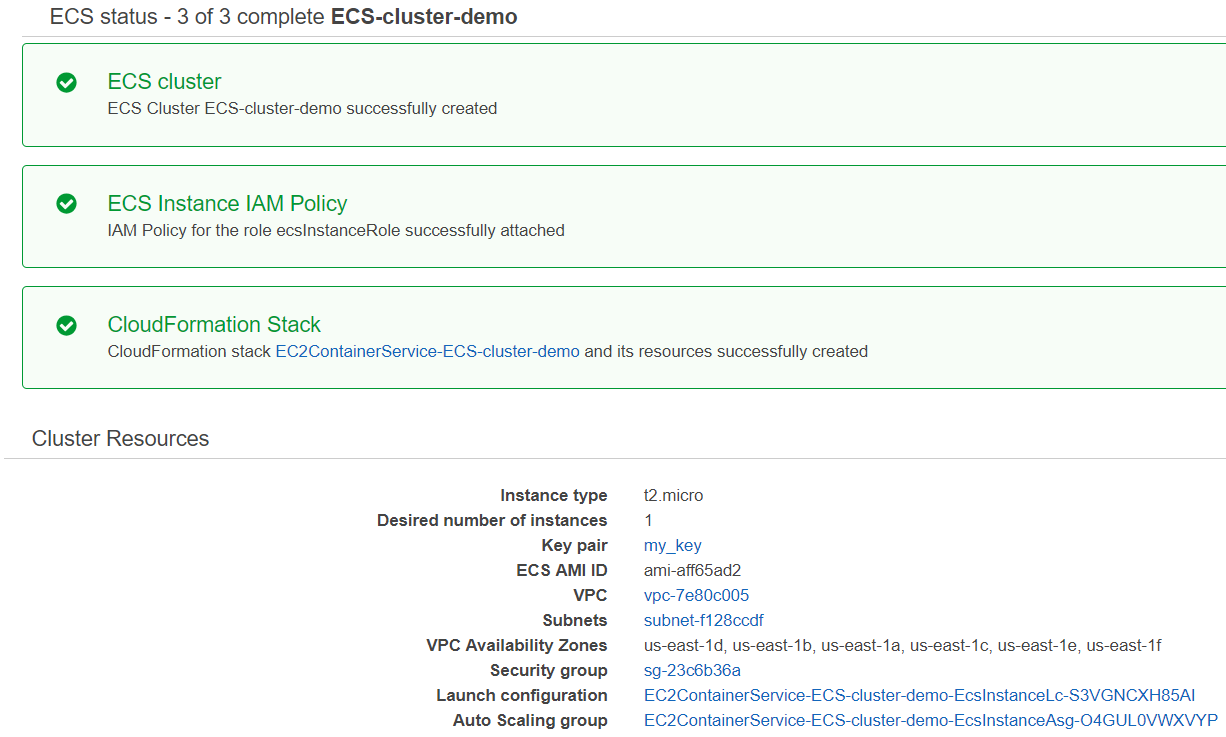 ECS status - 3 of 3 complete ECS-cluster-demo
ECS cluster
ECS Cluster ECS-cluster-demo successfully created
ECS Instance IAM Policy
IAM Policy for the role ecsInstanceRole successfully attached
CloudFormation Stack
CloudFormation stack EC2ContainerService-ECS-cluster-demo and its resources successfully created
Cluster Resources
Instance type t2.micro
Desired number of instances 1
Key pair my_key
ECS AMI ID ami-aff65ad2
VPC vpc-7e80c005
Subnets subnet-f128ccdf
VPC Availability Zones us-east-1d, us-east-1b, us-east-1a, us-east-1c, us-east-1e, us-east-1f
Security group sg-23c6b36a
Launch configuration EC2ContainerService-ECS-cluster-demo-EcsInstanceLc-S3VGNCXH85AI
Auto Scaling group EC2ContainerService-ECS-cluster-demo-EcsInstanceAsg-O4GUL0VWXVYP